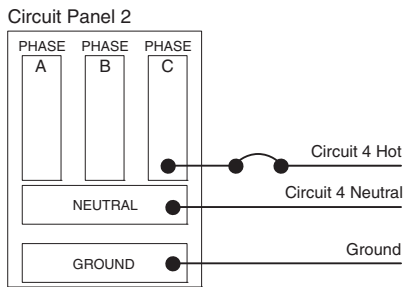 Circuit Panel 2
PHASE PHASE PHASE
A B C
Circuit 4 Hot
Circuit 4 Neutral
NEUTRAL
Ground
GROUND